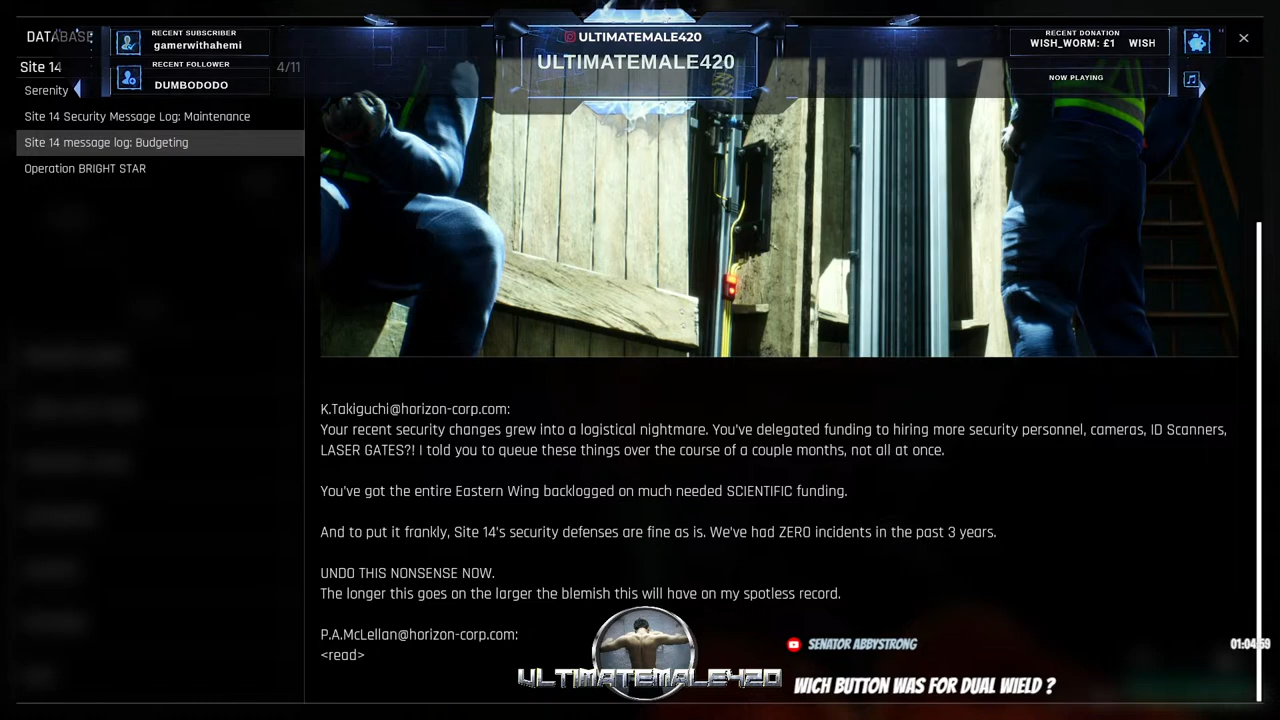 DATABASE
RECENT SUBSCRIBER
gamerwithahemi
RECENT FOLLOWER
DUMBODODO
ULTIMATEMALE420
ULTIMATEMALE420
RECENT DONATION
WISH_WORM: £1 WISH
NOW PLAYING
Site 14
4/11
Serenity
Site 14 Security Message Log: Maintenance
Site 14 message log: Budgeting
Operation BRIGHT STAR
K.Takiguchi@horizon-corp.com:
Your recent security changes grew into a logistical nightmare. You've delegated funding to hiring more security personnel, cameras, ID Scanners,
LASER GATES?! I told you to queue these things over the course of a couple months, not all at once.
You've got the entire Eastern Wing backlogged on much needed SCIENTIFIC funding.
And to put it frankly, Site 14's security defenses are fine as is. We've had ZERO incidents in the past 3 years.
UNDO THIS NONSENSE NOW.
The longer this goes on the larger the blemish this will have on my spotless record.
P.A.McLellan@horizon-corp.com:
<read>
ULTIMATEMALE420
SENATOR ABBYSTRONG
01:04:59
WICH BUTTON WAS FOR DUAL WIELD ?